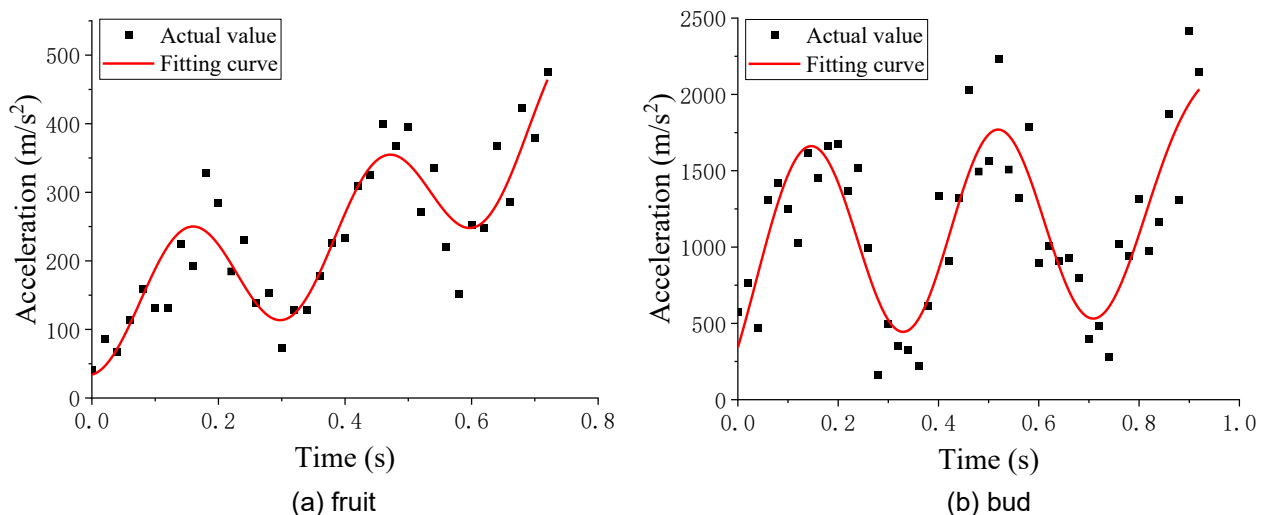 Actual value
Fitting curve
500
400
300
200
100
0
0.0
0.2
0.4
0.6
0.8
Acceleration (m/s²)
Time (s)
(a) fruit
Actual value
Fitting curve
2500
2000
1500
1000
500
0
0.0
0.2
0.4
0.6
0.8
1.0
Acceleration (m/s²)
Time (s)
(b) bud